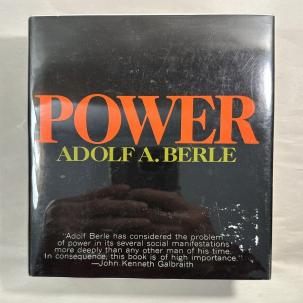 POWER
ADOLF A. BERLE
"Adolf Berle has considered the problem
of power in its several social manifestations
more deeply than any other man of his time.
In consequence, this book is of high importance."
—John Kenneth Galbraith